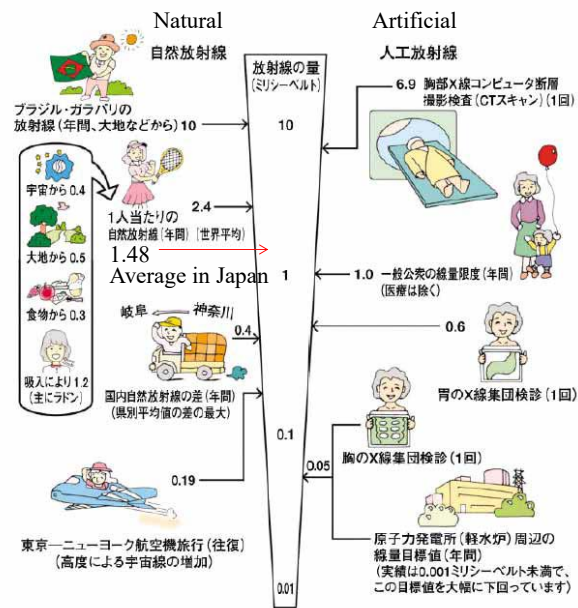 Natural
自然放射線
Artificial
人工放射線
放射線の量
(ミリシーベルト)
10
1
0.1
0.01
ブラジル・ガラパリの
放射線(年間、大地などから) 10
宇宙から 0.4
大地から 0.5
食物から 0.3
吸入により 1.2
(主にラドン)
2.4
1人当たりの
自然放射線(年間) (世界平均)
1.48
Average in Japan
岐阜
神奈川
0.4
国内自然放射線の差(年間)
(県別平均値の差の最大)
0.19
東京―ニューヨーク航空機旅行(往復)
(高度による宇宙線の増加)
6.9 胸部X線コンピュータ断層
撮影検査(CTスキャン)(1回)
1.0 一般公衆の線量限度(年間)
(医療は除く)
0.6
胃のX線集団検診(1回)
胸のX線集団検診(1回)
0.05
原子力発電所(軽水炉)周辺の
線量目標値(年間)
(実績は0.001ミリシーベルト未満で、
この目標値を大幅に下回っています)